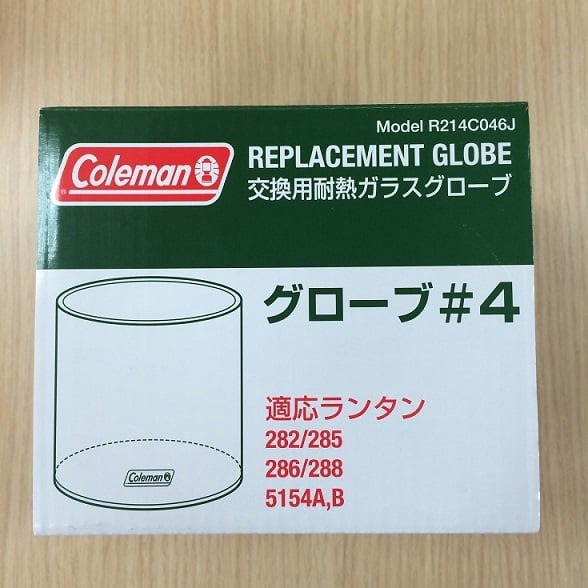 Model R214C046J
Coleman
®
REPLACEMENT GLOBE
交換用耐熱ガラスグローブ
グローブ#4
適応ランタン
282/285
286/288
5154A,B
Coleman